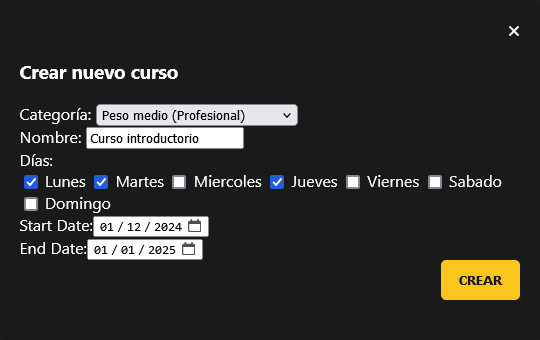 ×
Crear nuevo curso
Categoría: Peso medio (Profesional)
Nombre: Curso introductorio
Días:
Lunes Martes Miercoles Jueves Viernes Sabado
Domingo
Start Date: 01 / 12 / 2024
End Date: 01 / 01 / 2025
CREAR